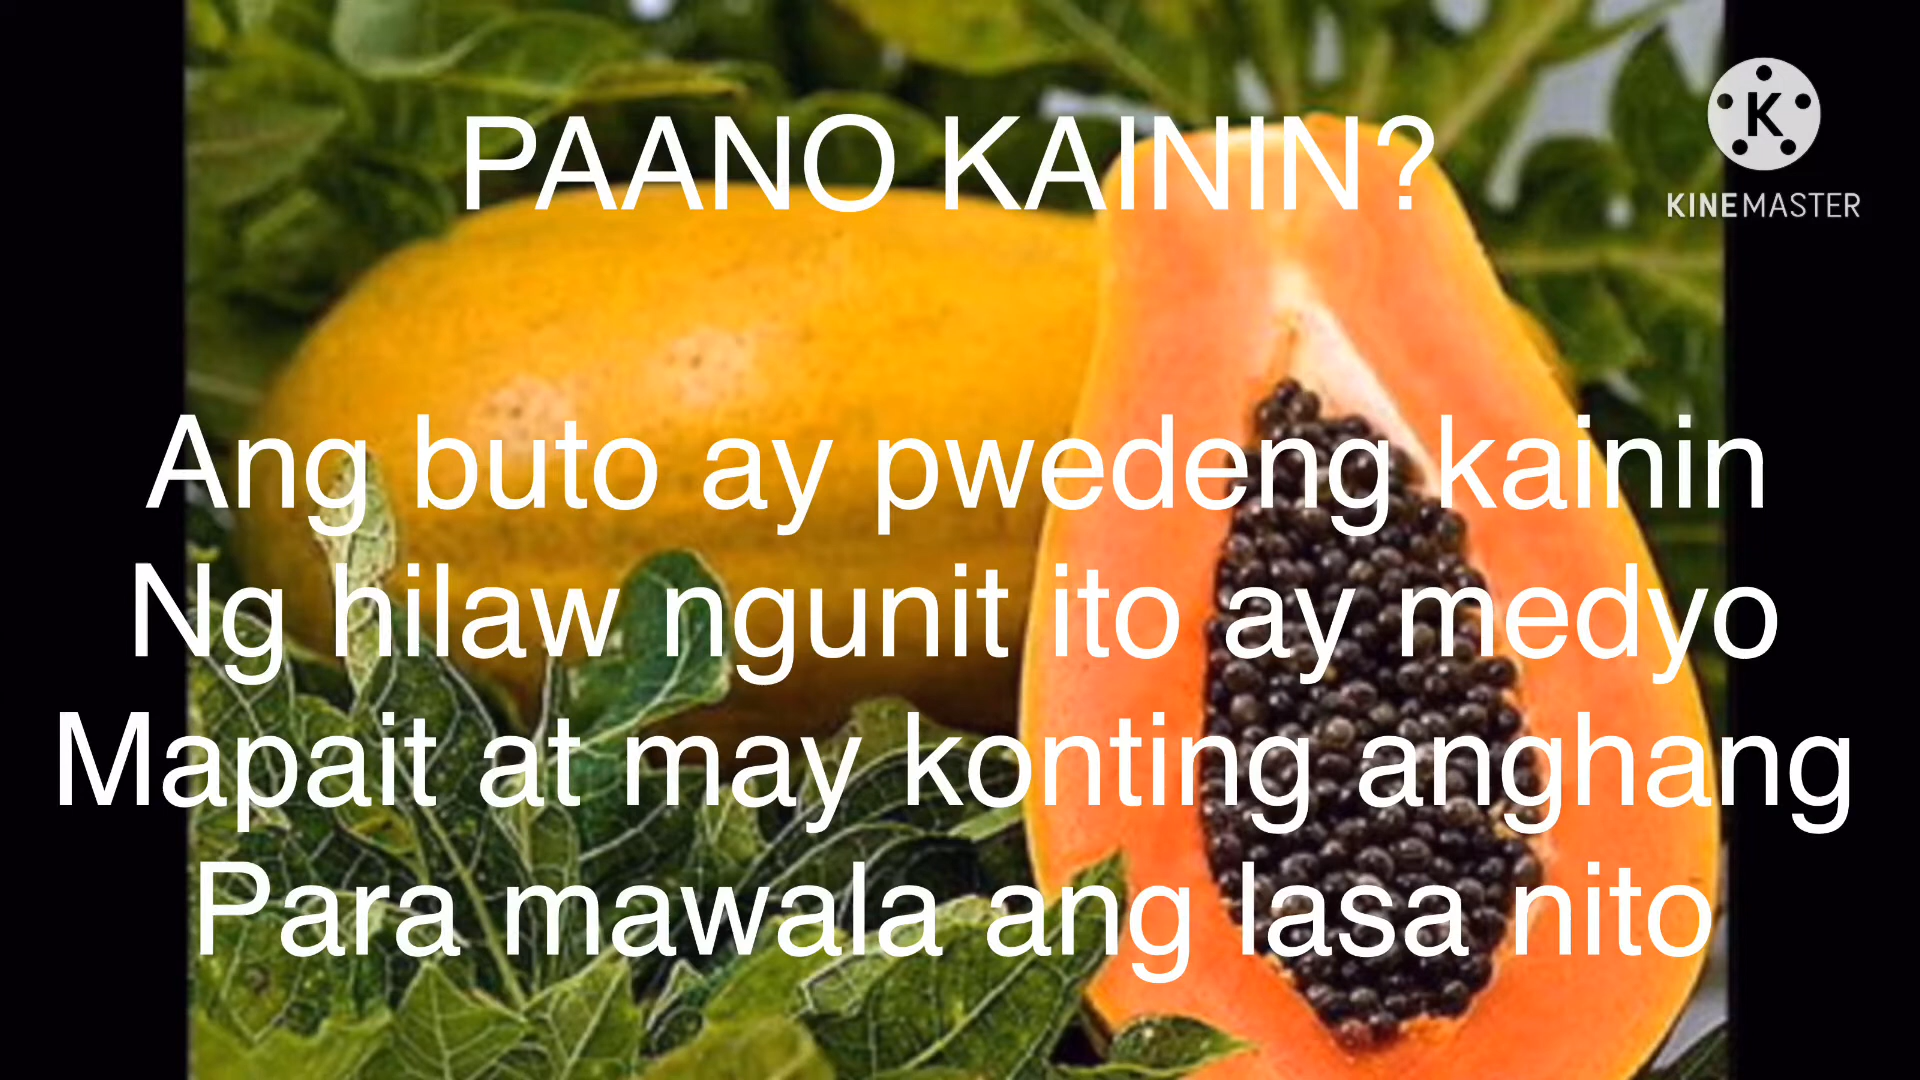 PAANO KAININ?
K
KINEMASTER
Ang buto ay pwedeng kainin
Ng hilaw ngunit ito ay medyo
Mapait at may konting anghang
Para mawala ang lasa nito